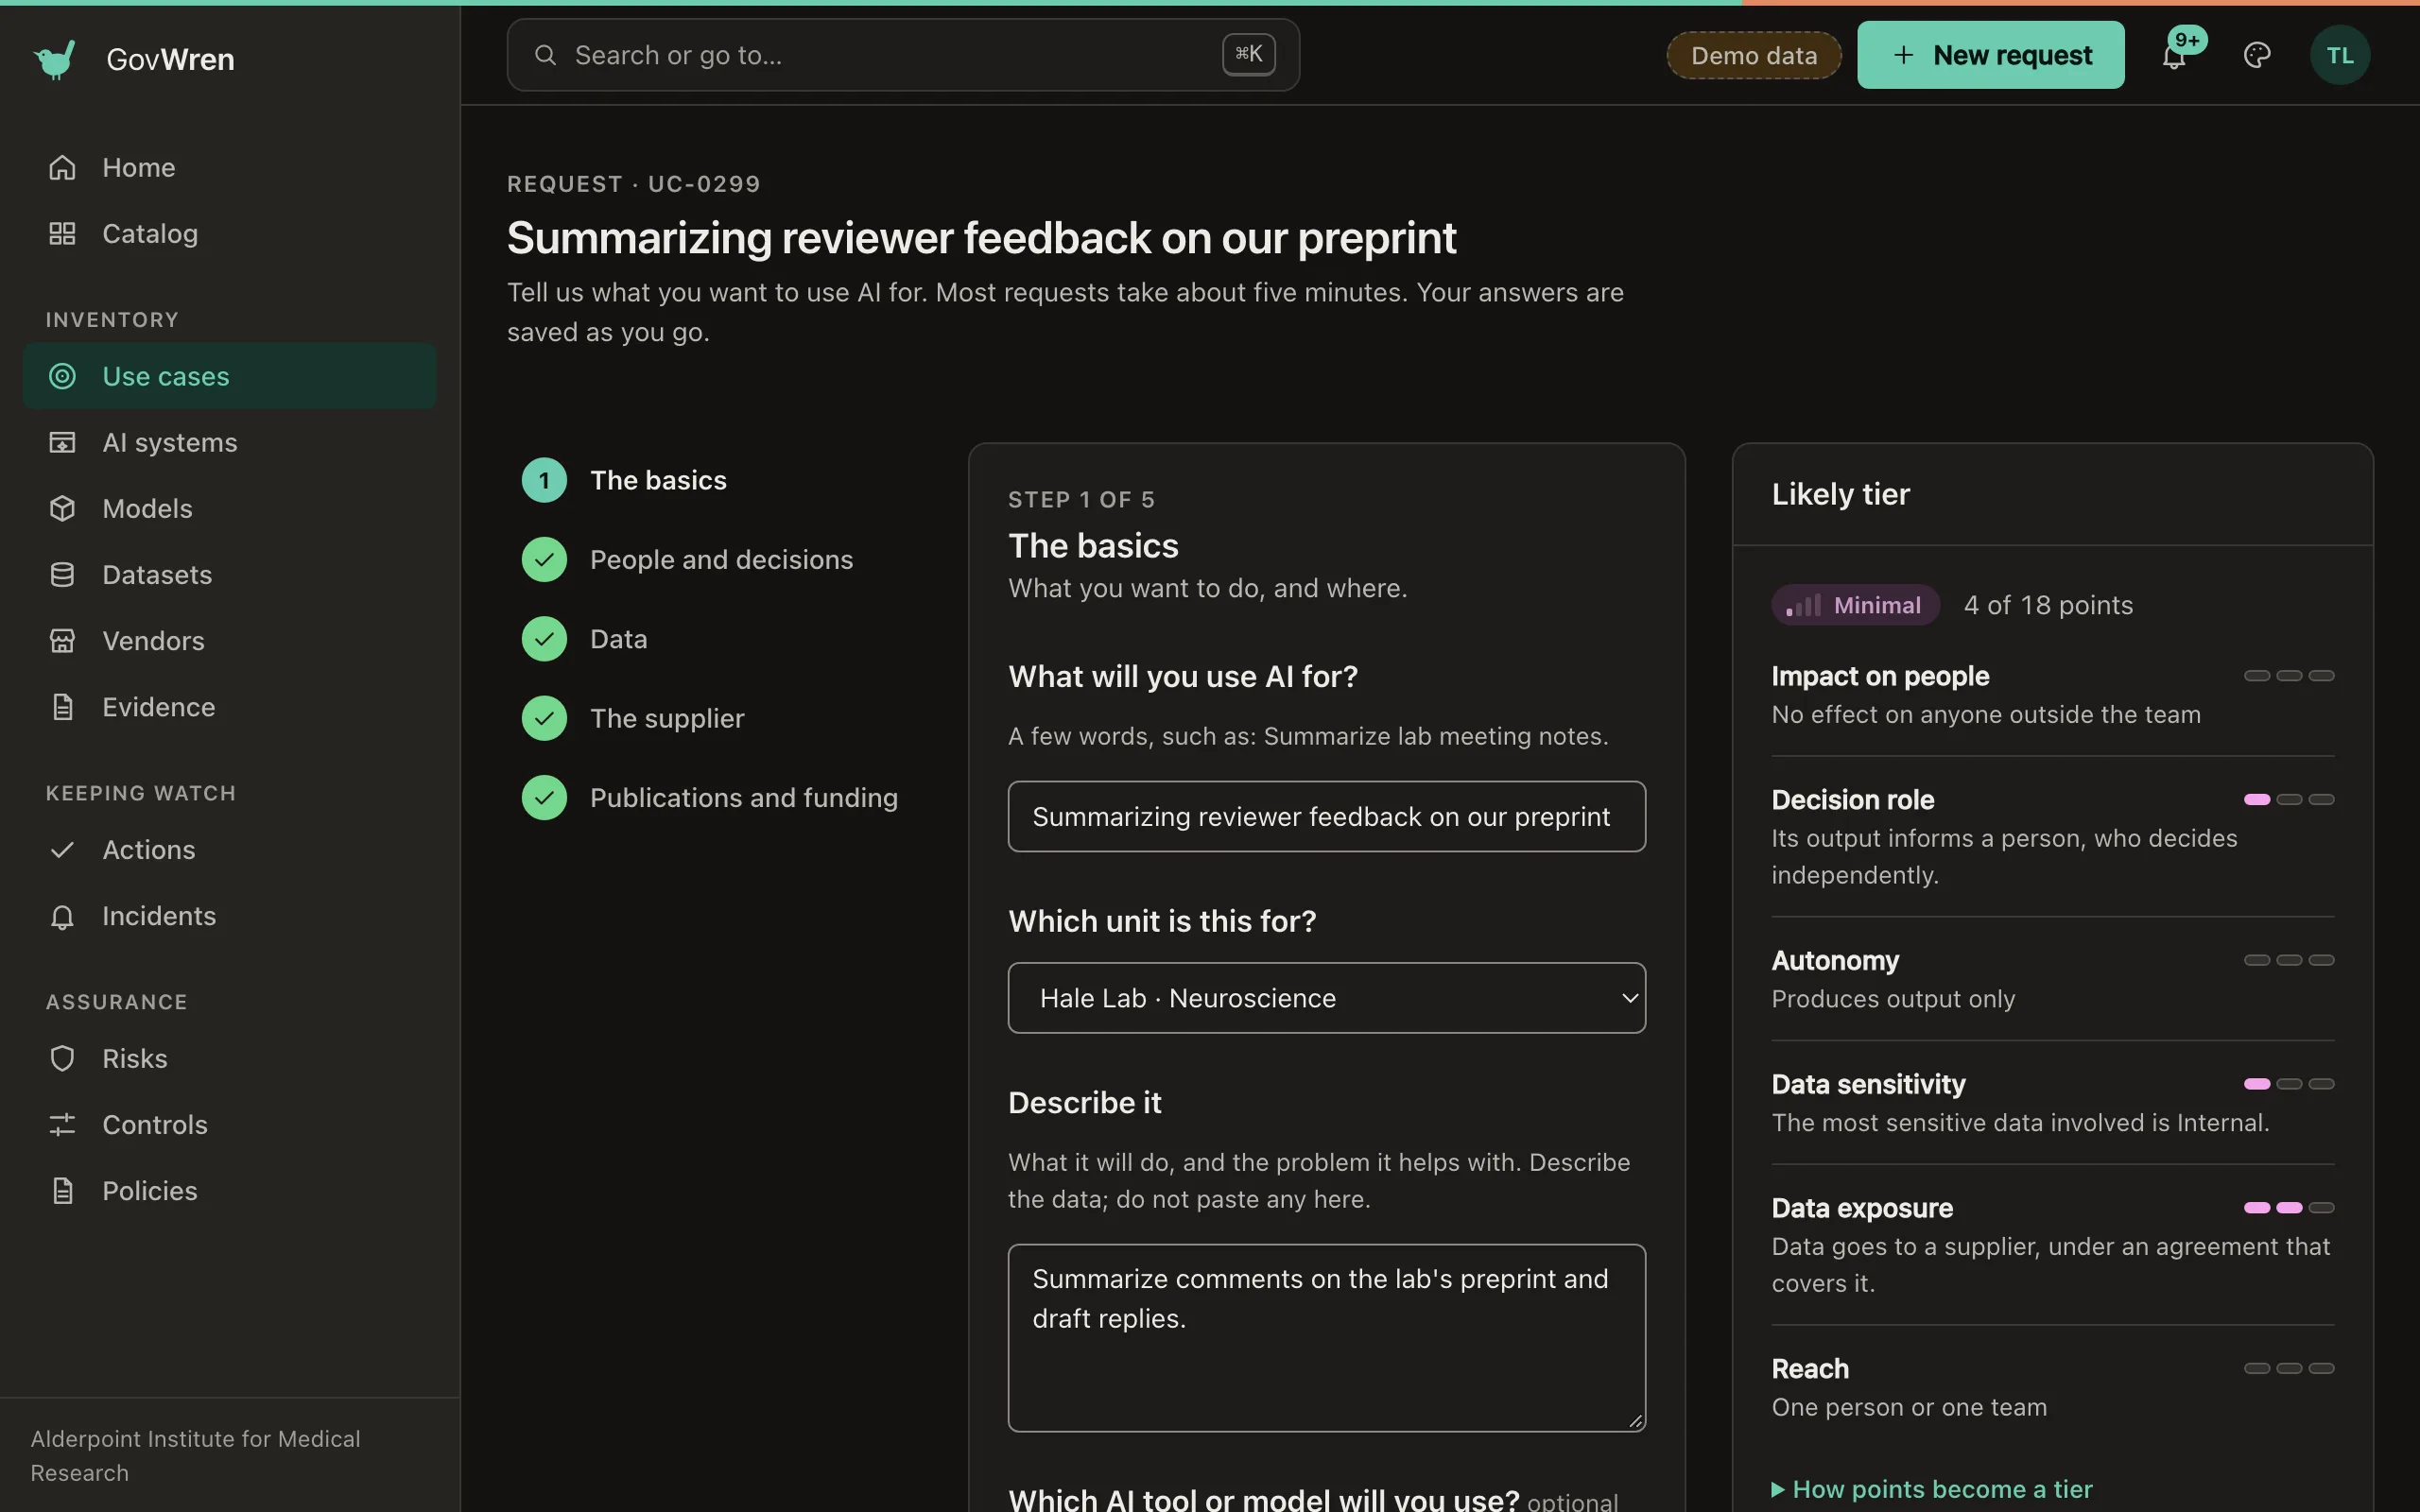 GovWren
Search or go to...
⌘K
Demo data
+ New request
9+
TL
Home
Catalog
INVENTORY
Use cases
AI systems
Models
Datasets
Vendors
Evidence
KEEPING WATCH
Actions
Incidents
ASSURANCE
Risks
Controls
Policies
Alderpoint Institute for Medical
Research
REQUEST · UC-0299
Summarizing reviewer feedback on our preprint
Tell us what you want to use AI for. Most requests take about five minutes. Your answers are
saved as you go.
1 The basics
People and decisions
Data
The supplier
Publications and funding
STEP 1 OF 5
The basics
What you want to do, and where.
What will you use AI for?
A few words, such as: Summarize lab meeting notes.
Summarizing reviewer feedback on our preprint
Which unit is this for?
Hale Lab · Neuroscience
Describe it
What it will do, and the problem it helps with. Describe
the data; do not paste any here.
Summarize comments on the lab's preprint and
draft replies.
Which AI tool or model will you use? optional
Likely tier
Minimal 4 of 18 points
Impact on people
No effect on anyone outside the team
Decision role
Its output informs a person, who decides
independently.
Autonomy
Produces output only
Data sensitivity
The most sensitive data involved is Internal.
Data exposure
Data goes to a supplier, under an agreement that
covers it.
Reach
One person or one team
How points become a tier